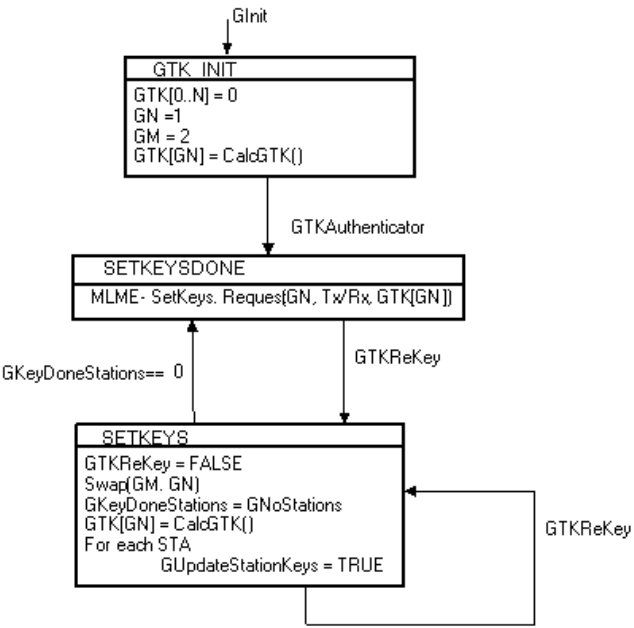 GInit
GTK INIT
GTK[0..N] = 0
GN =1
GM = 2
GTK[GN] = CalcGTK()
GTKAuthenticator
SETKEYSDONE
MLME- SetKeys. Reques(GN, Tx/Rx, GTK[GN])
GTKReKey
GKeyDoneStations== 0
SETKEYS
GTKReKey = FALSE
Swap(GM. GN)
GKeyDoneStations = GNoStations
GTK[GN] = CalcGTK()
For each STA
GUpdateStationKeys = TRUE
GTKReKey